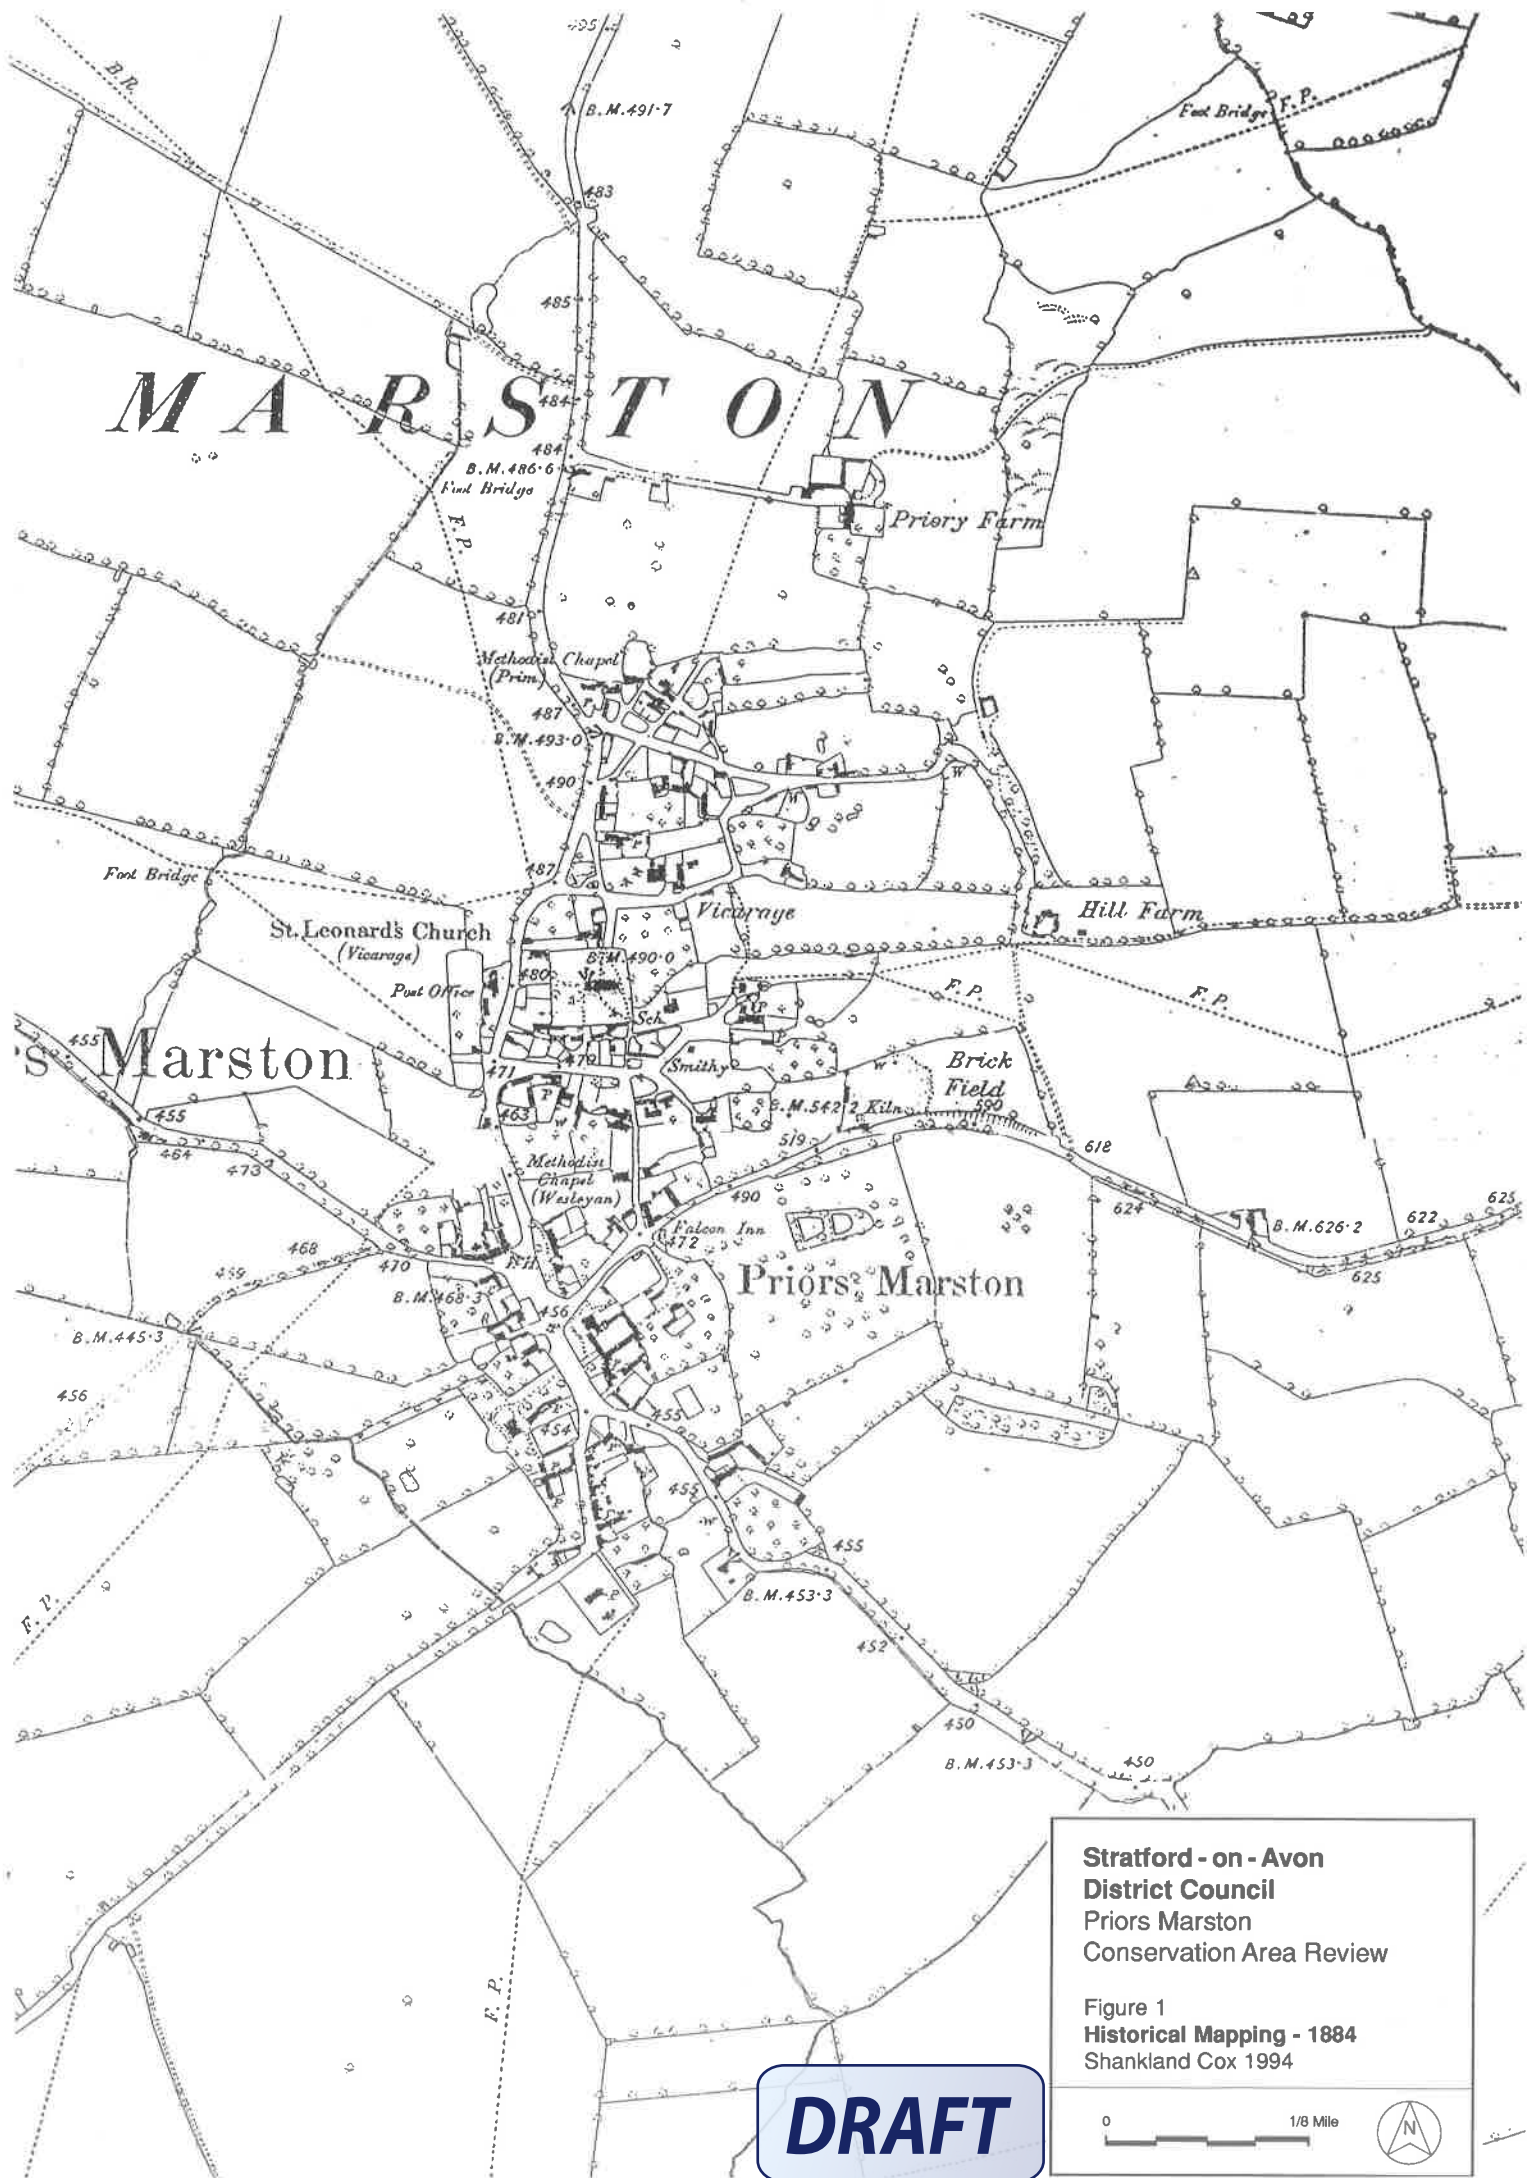 495
B.R.
B.M.491·7
Foot Bridge
F.P.
483
485
MARSTON
484
484
B.M.486·6
Foot Bridge
F.P.
Priory Farm
481
Methodist Chapel
(Prim)
487
B.M.493·0
490
W
W
P
487
Foot Bridge
Vicarage
Hill Farm
St. Leonard's Church
(Vicarage)
B.M.490·0
480
Post Office
F.P.
F.P.
P
Sch.
455
s Marston
471
479
Smithy
Brick
Field
W
590
B.M.542·2 Kiln
455
463
P
W
464
473
519
618
Methodist
Chapel
(Wesleyan)
490
624
625
622
B.M.626·2
625
Falcon Inn
472
468
469
470
P.H.
Priors Marston
B.M.468·3
456
B.M.445·3
456
455
454
455
W
455
F.P.
P
B.M.453·3
452
450
B.M.453·3
450
F.P.
Stratford - on - Avon
District Council
Priors Marston
Conservation Area Review
Figure 1
Historical Mapping - 1884
Shankland Cox 1994
0 1/8 Mile
N
DRAFT